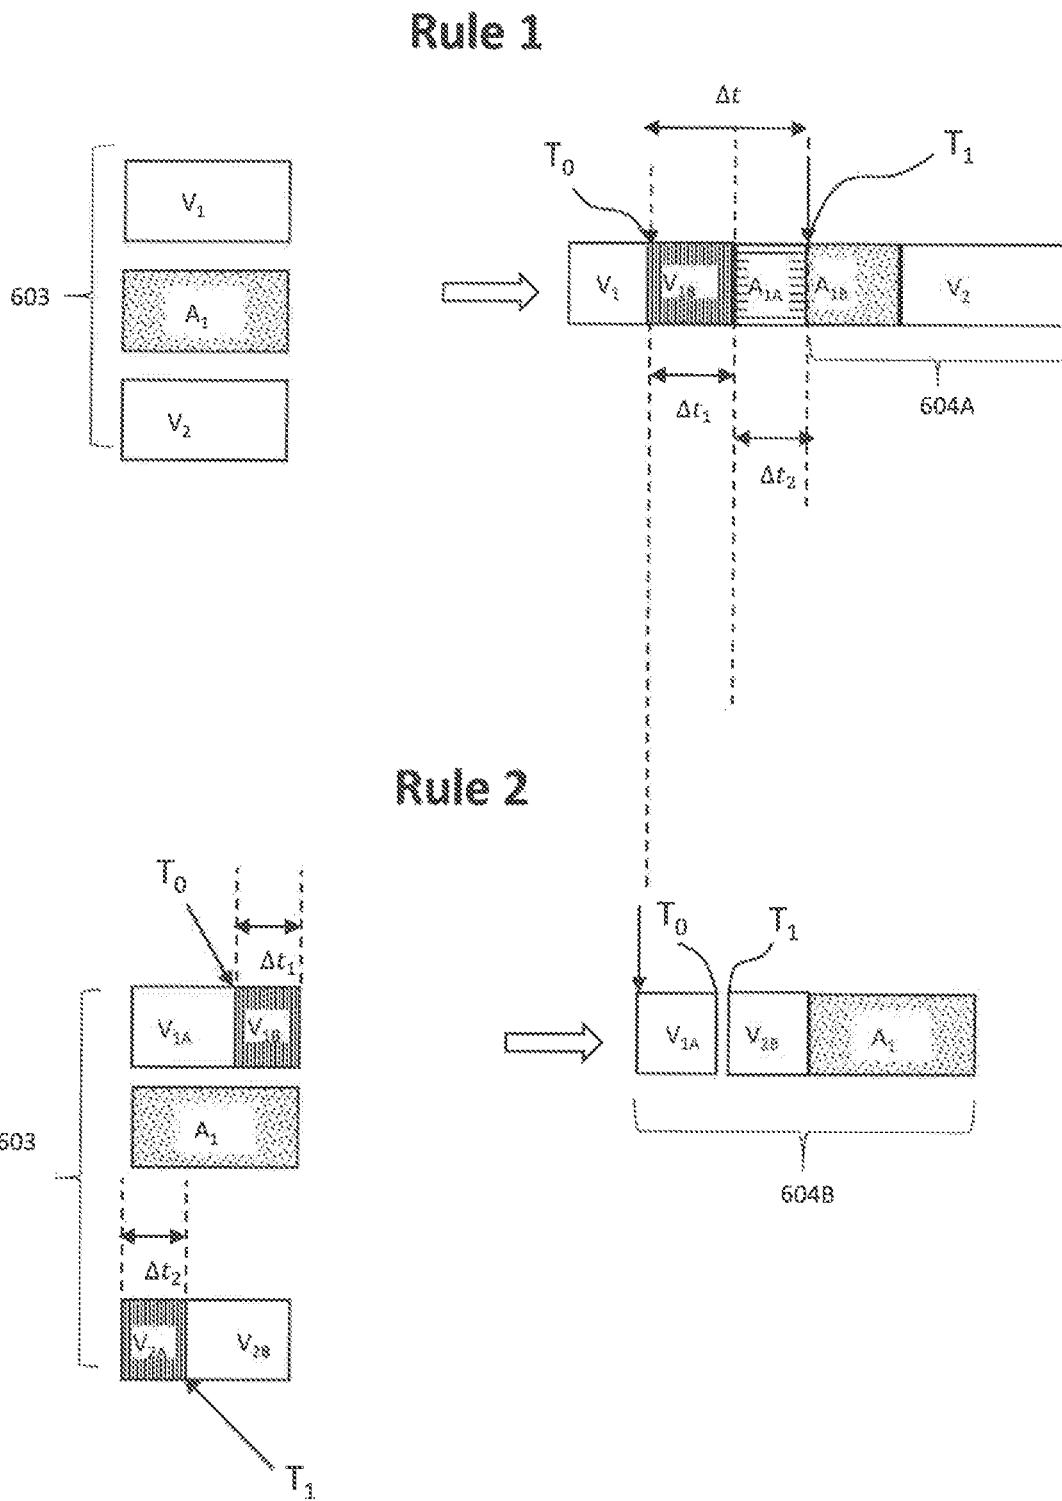 Rule 1
Δt
T0
T1
V1
603
A1
V2
V1
V1B
A1A
A1B
V2
Δt1
604A
Δt2
Rule 2
T0
Δt1
T0
T1
V1A
V1B
V1A
V2B
A1
A1
603
604B
Δt2
V2A
V2B
T1